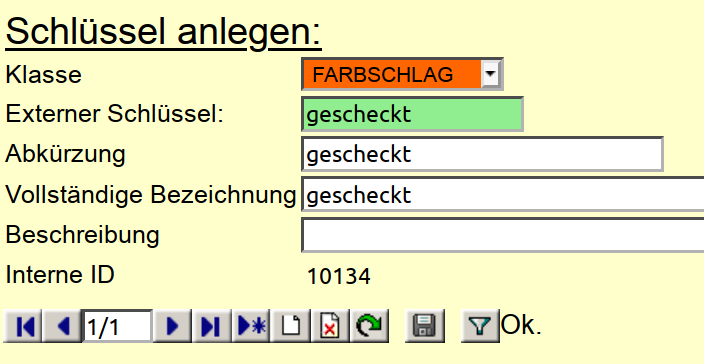 Schlüssel anlegen:
Klasse FARBSCHLAG
Externer Schlüssel: gescheckt
Abkürzung gescheckt
Vollständige Bezeichnung gescheckt
Beschreibung
Interne ID 10134
1/1 Ok.